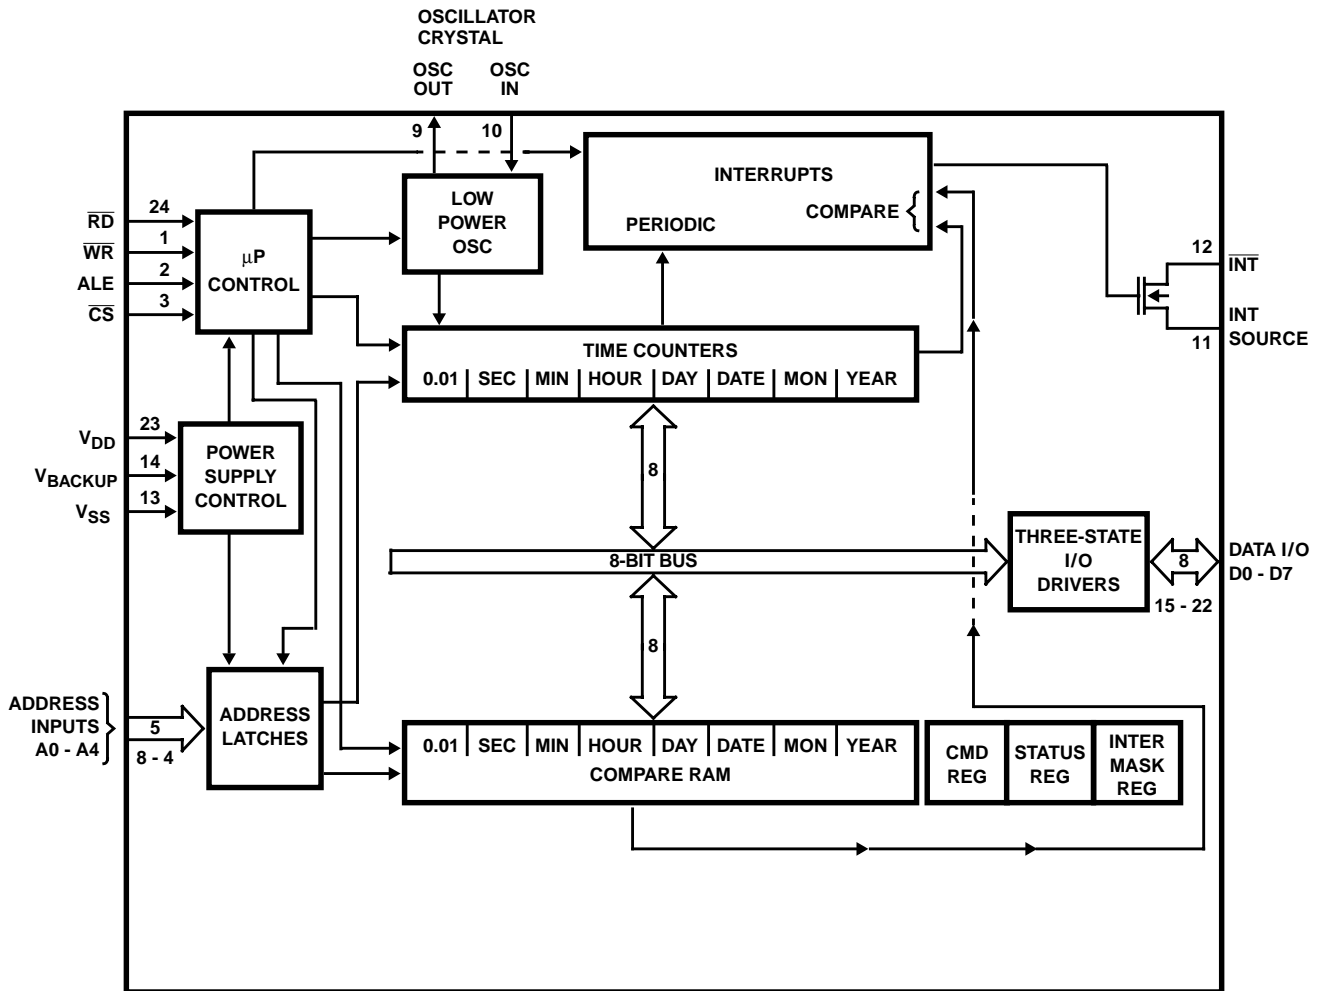 OSCILLATOR
CRYSTAL
OSC
OUT
OSC
IN
9
10
INTERRUPTS
COMPARE
PERIODIC
LOW
POWER
OSC
R̅D̅
24
W̅R̅
1
ALE
2
C̅S̅
3
μP
CONTROL
12
I̅N̅T̅
INT
SOURCE
11
TIME COUNTERS
0.01 SEC MIN HOUR DAY DATE MON YEAR
VDD
23
VBACKUP
14
VSS
13
POWER
SUPPLY
CONTROL
8
8-BIT BUS
THREE-STATE
I/O
DRIVERS
8
15 - 22
DATA I/O
D0 - D7
8
ADDRESS
INPUTS
A0 - A4
5
8 - 4
ADDRESS
LATCHES
0.01 SEC MIN HOUR DAY DATE MON YEAR
COMPARE RAM
CMD
REG
STATUS
REG
INTER
MASK
REG